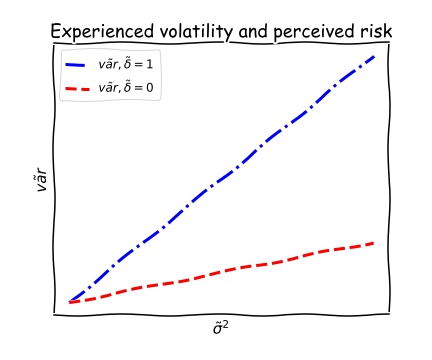 Experienced volatility and perceived risk
vãr, δ̃ = 1
vãr, δ̃ = 0
vãr
σ̃²